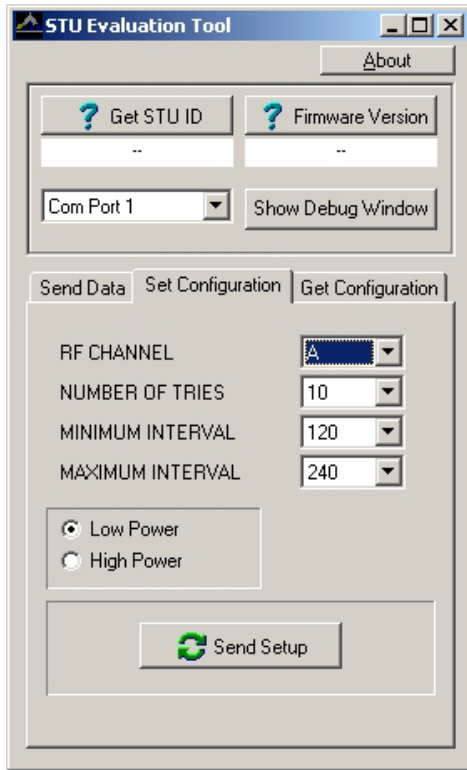 STU Evaluation Tool
About
? Get STU ID
? Firmware Version
--
--
Com Port 1
Show Debug Window
Send Data
Set Configuration
Get Configuration
RF CHANNEL
A
NUMBER OF TRIES
10
MINIMUM INTERVAL
120
MAXIMUM INTERVAL
240
Low Power
High Power
Send Setup